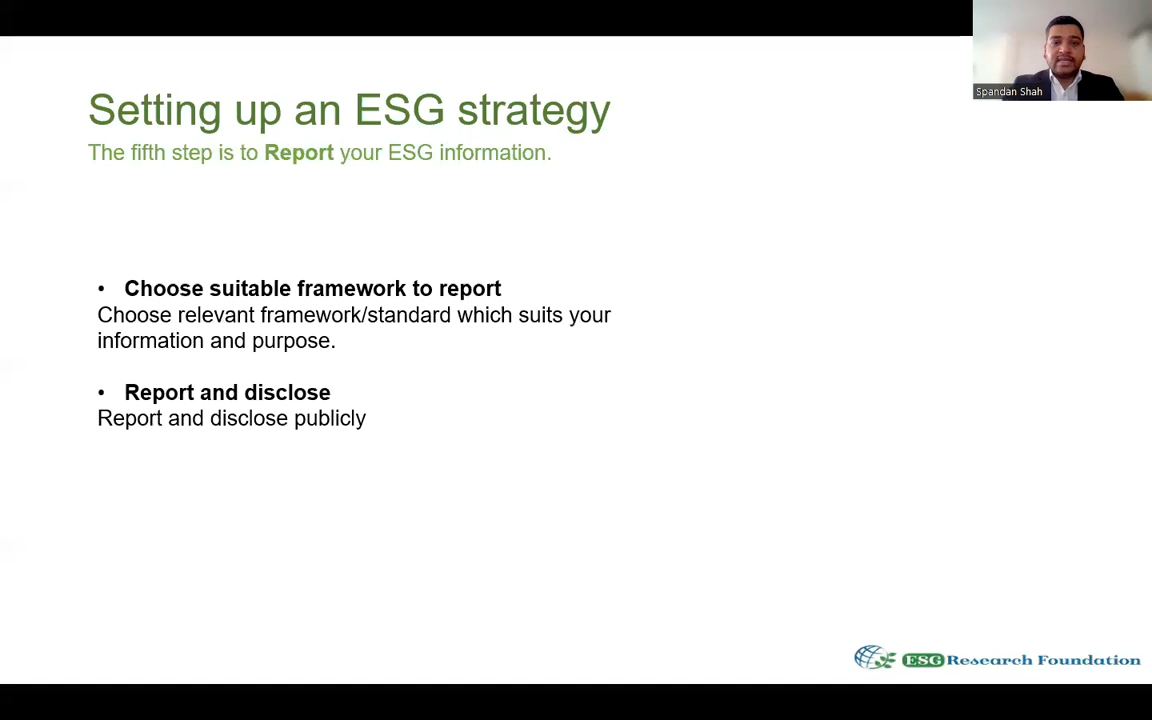 Spandan Shah
Setting up an ESG strategy
The fifth step is to Report your ESG information.
• Choose suitable framework to report
Choose relevant framework/standard which suits your
information and purpose.
• Report and disclose
Report and disclose publicly
ESG Research Foundation